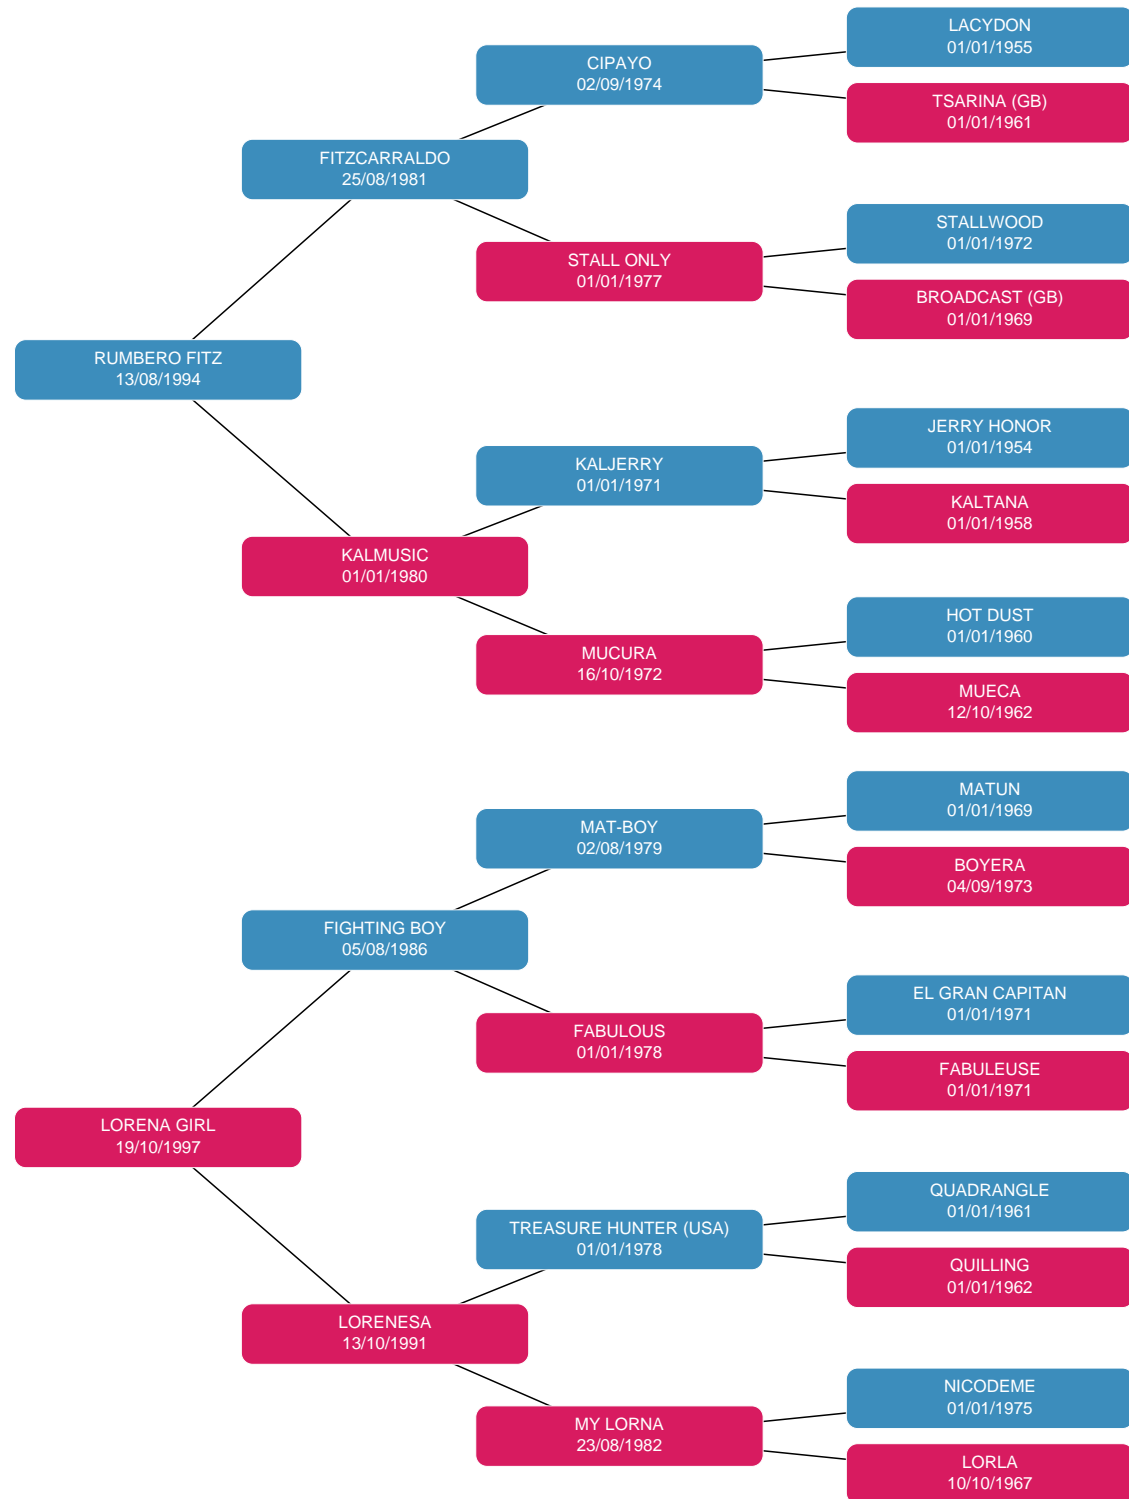 LACYDON
01/01/1955
CIPAYO
02/09/1974
TSARINA (GB)
01/01/1961
FITZCARRALDO
25/08/1981
STALLWOOD
01/01/1972
STALL ONLY
01/01/1977
BROADCAST (GB)
01/01/1969
RUMBERO FITZ
13/08/1994
JERRY HONOR
01/01/1954
KALJERRY
01/01/1971
KALTANA
01/01/1958
KALMUSIC
01/01/1980
HOT DUST
01/01/1960
MUCURA
16/10/1972
MUECA
12/10/1962
MATUN
01/01/1969
MAT-BOY
02/08/1979
BOYERA
04/09/1973
FIGHTING BOY
05/08/1986
EL GRAN CAPITAN
01/01/1971
FABULOUS
01/01/1978
FABULEUSE
01/01/1971
LORENA GIRL
19/10/1997
QUADRANGLE
01/01/1961
TREASURE HUNTER (USA)
01/01/1978
QUILLING
01/01/1962
LORENESA
13/10/1991
NICODEME
01/01/1975
MY LORNA
23/08/1982
LORLA
10/10/1967